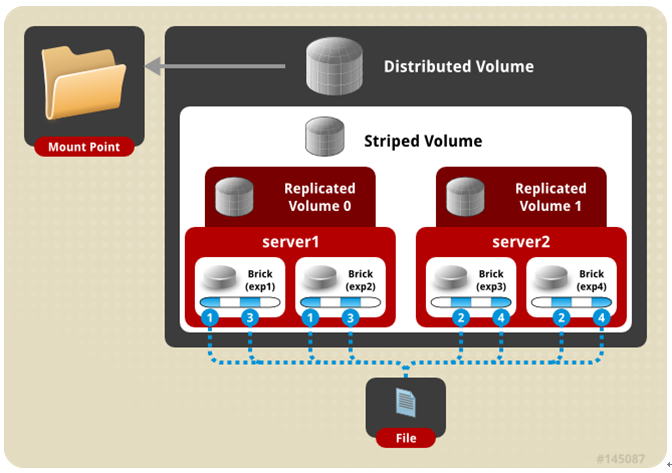 Mount Point
Distributed Volume
Striped Volume
Replicated
Volume 0
Replicated
Volume 1
server1
server2
Brick
(exp1)
Brick
(exp2)
Brick
(exp3)
Brick
(exp4)
1
3
1
3
2
4
2
4
File
#145087